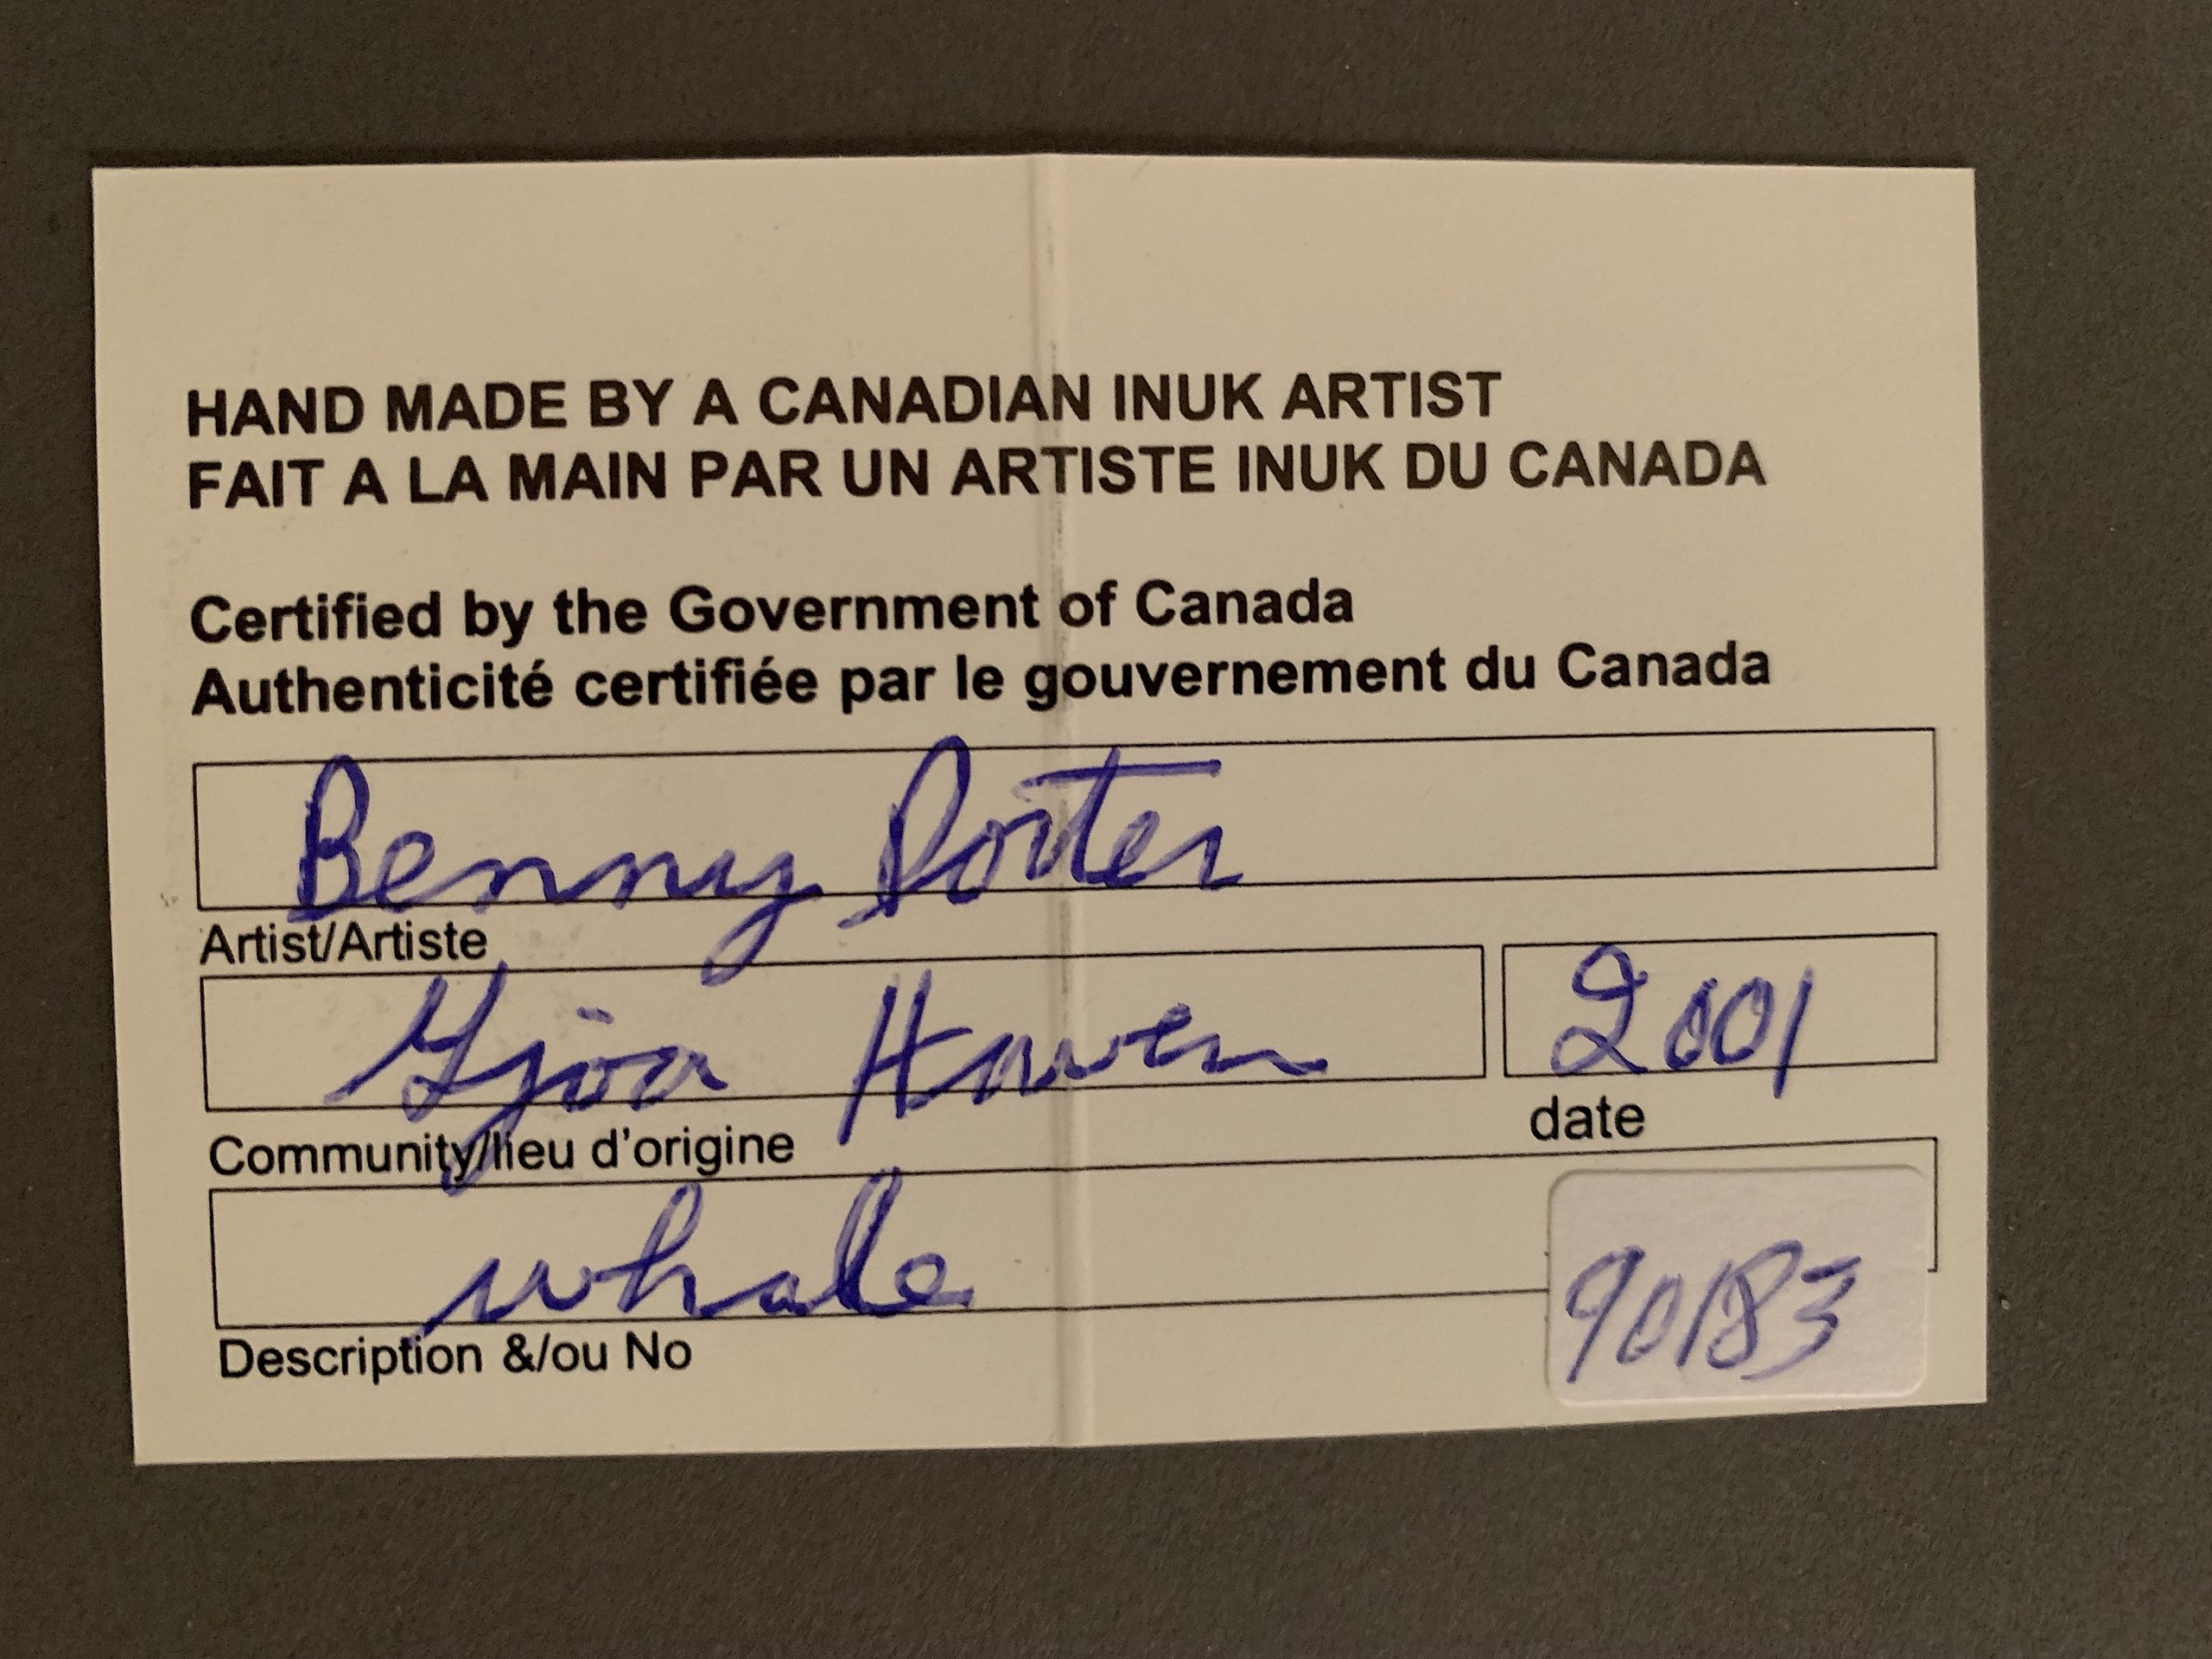 HAND MADE BY A CANADIAN INUK ARTIST
FAIT A LA MAIN PAR UN ARTISTE INUK DU CANADA
Certified by the Government of Canada
Authenticité certifiée par le gouvernement du Canada
Benny Porter
Artist/Artiste
Gjoa Haven 2001
Community/lieu d'origine date
whale 90183
Description &/ou No